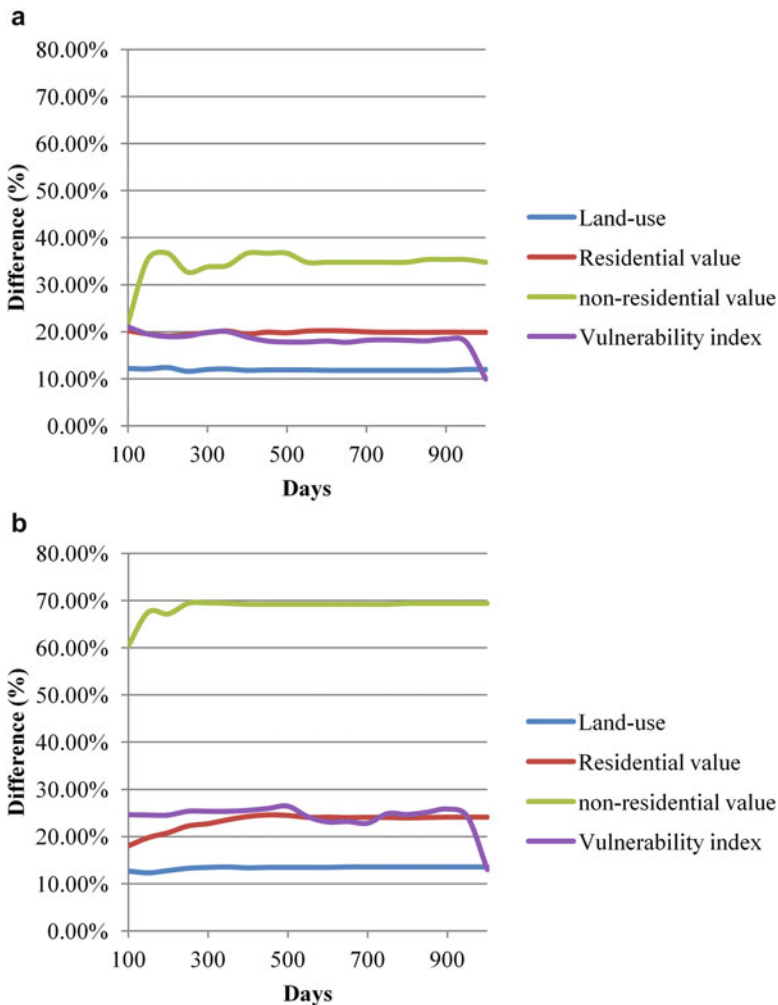 a
80.00%
70.00%
60.00%
50.00%
40.00%
30.00%
20.00%
10.00%
0.00%
Difference (%)
100 300 500 700 900
Days
Land-use
Residential value
non-residential value
Vulnerability index
b
80.00%
70.00%
60.00%
50.00%
40.00%
30.00%
20.00%
10.00%
0.00%
Difference (%)
100 300 500 700 900
Days
Land-use
Residential value
non-residential value
Vulnerability index